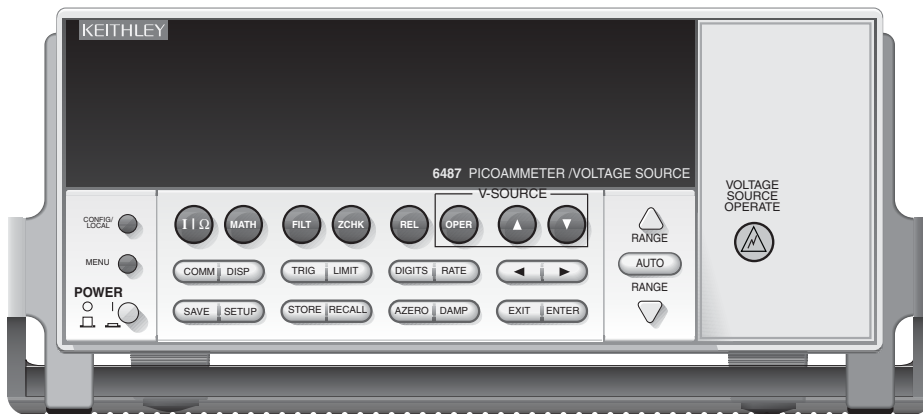 KEITHLEY
6487 PICOAMMETER /VOLTAGE SOURCE
V-SOURCE
CONFIG/
LOCAL
I | Ω
MATH
FILT
ZCHK
REL
OPER
RANGE
MENU
COMM
DISP
TRIG
LIMIT
DIGITS
RATE
AUTO
POWER
SAVE
SETUP
STORE
RECALL
AZERO
DAMP
EXIT
ENTER
RANGE
VOLTAGE
SOURCE
OPERATE